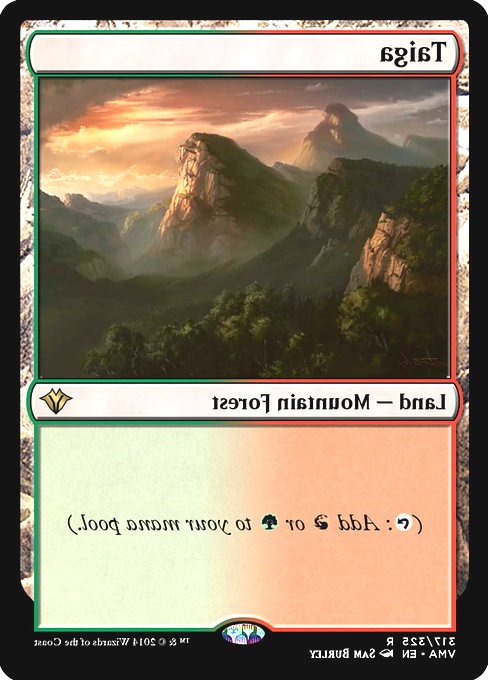 Taiga
Land — Mountain Forest
(: Add or to your mana pool.)
317/325 R
VMA • EN SAM BURLEY
™ & © 2014 Wizards of the Coast